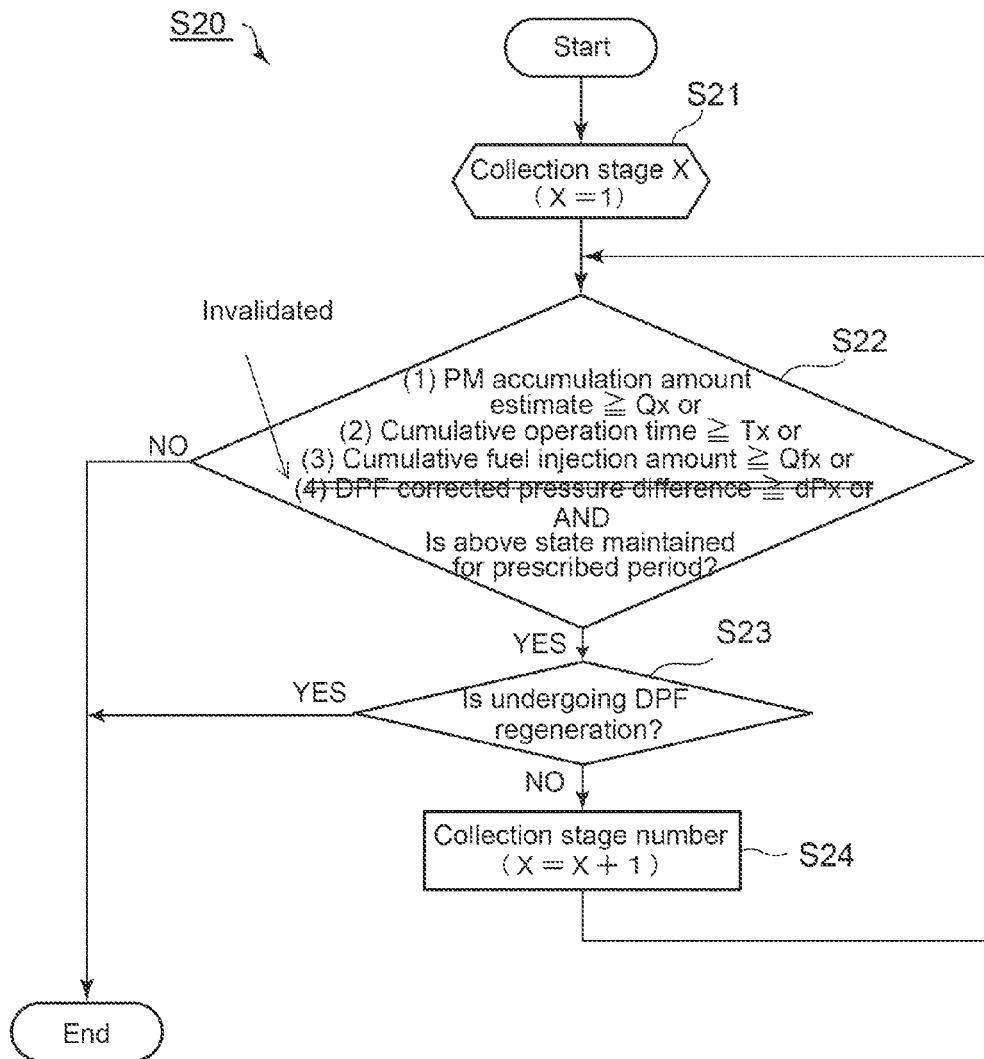 S20
Start
S21
Collection stage X
(X=1)
Invalidated
S22
(1) PM accumulation amount
estimate ≧ Qx or
(2) Cumulative operation time ≧ Tx or
(3) Cumulative fuel injection amount ≧ Qfx or
(4) DPF corrected pressure difference ≧ dPx or
AND
Is above state maintained
for prescribed period?
NO
YES
S23
YES
Is undergoing DPF
regeneration?
NO
Collection stage number
(X=X+1)
S24
End